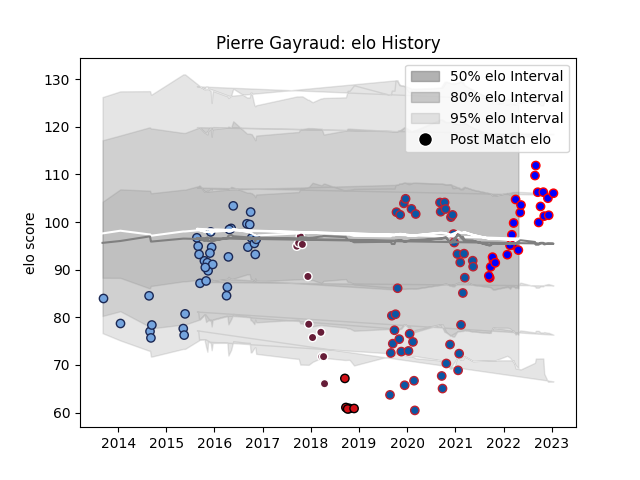 Pierre Gayraud: elo History
50% elo Interval
80% elo Interval
95% elo Interval
Post Match elo
elo score
130
120
110
100
90
80
70
60
2014 2015 2016 2017 2018 2019 2020 2021 2022 2023